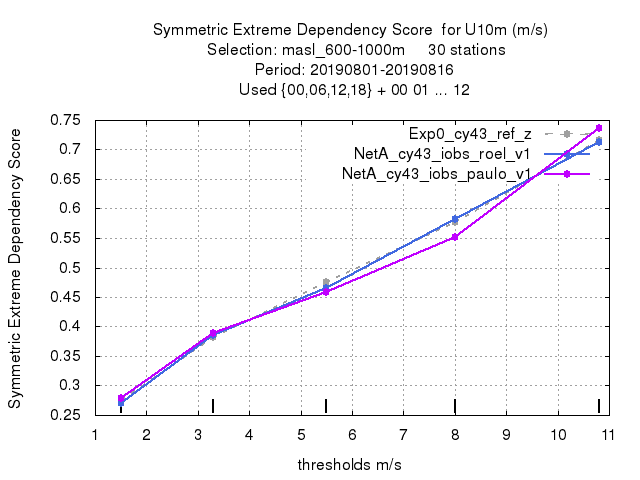 Symmetric Extreme Dependency Score  for U10m (m/s)
Selection: masl_600-1000m     30 stations
Period: 20190801-20190816
Used {00,06,12,18} + 00 01 ... 12
Symmetric Extreme Dependency Score
0.75
0.7
0.65
0.6
0.55
0.5
0.45
0.4
0.35
0.3
0.25
Exp0_cy43_ref_z
NetA_cy43_iobs_roel_v1
NetA_cy43_iobs_paulo_v1
1 2 3 4 5 6 7 8 9 10 11
thresholds m/s